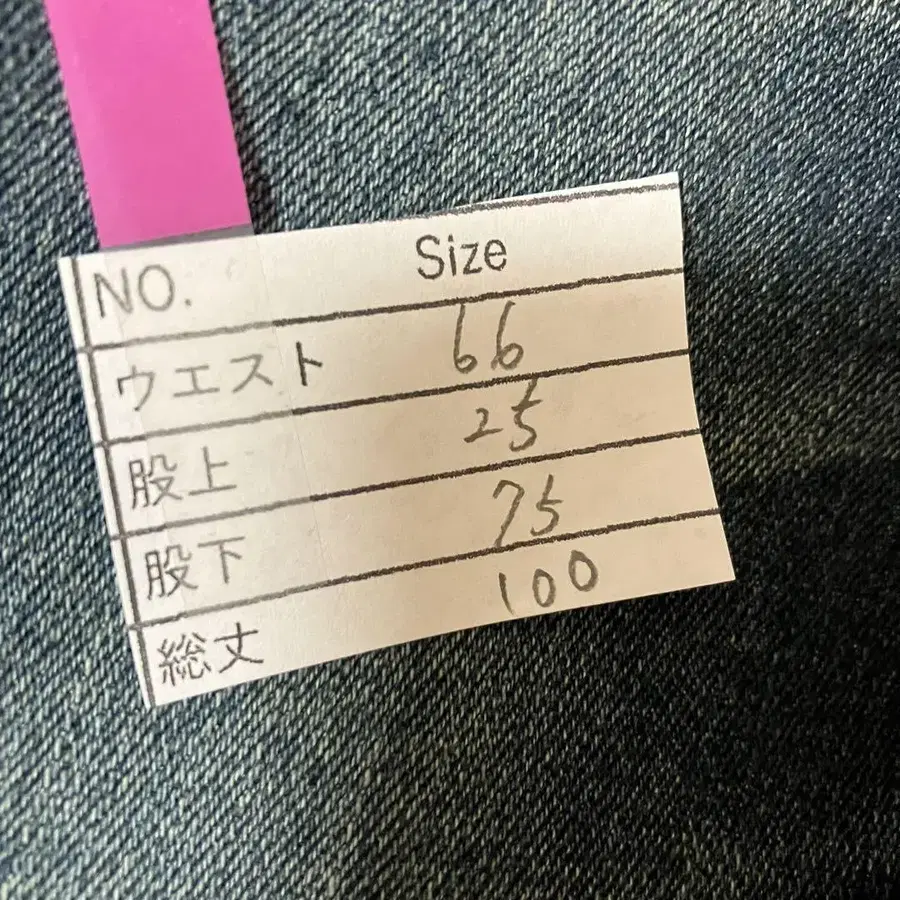 NO. Size
ウエスト 66
股上 25
股下 75
総丈 100